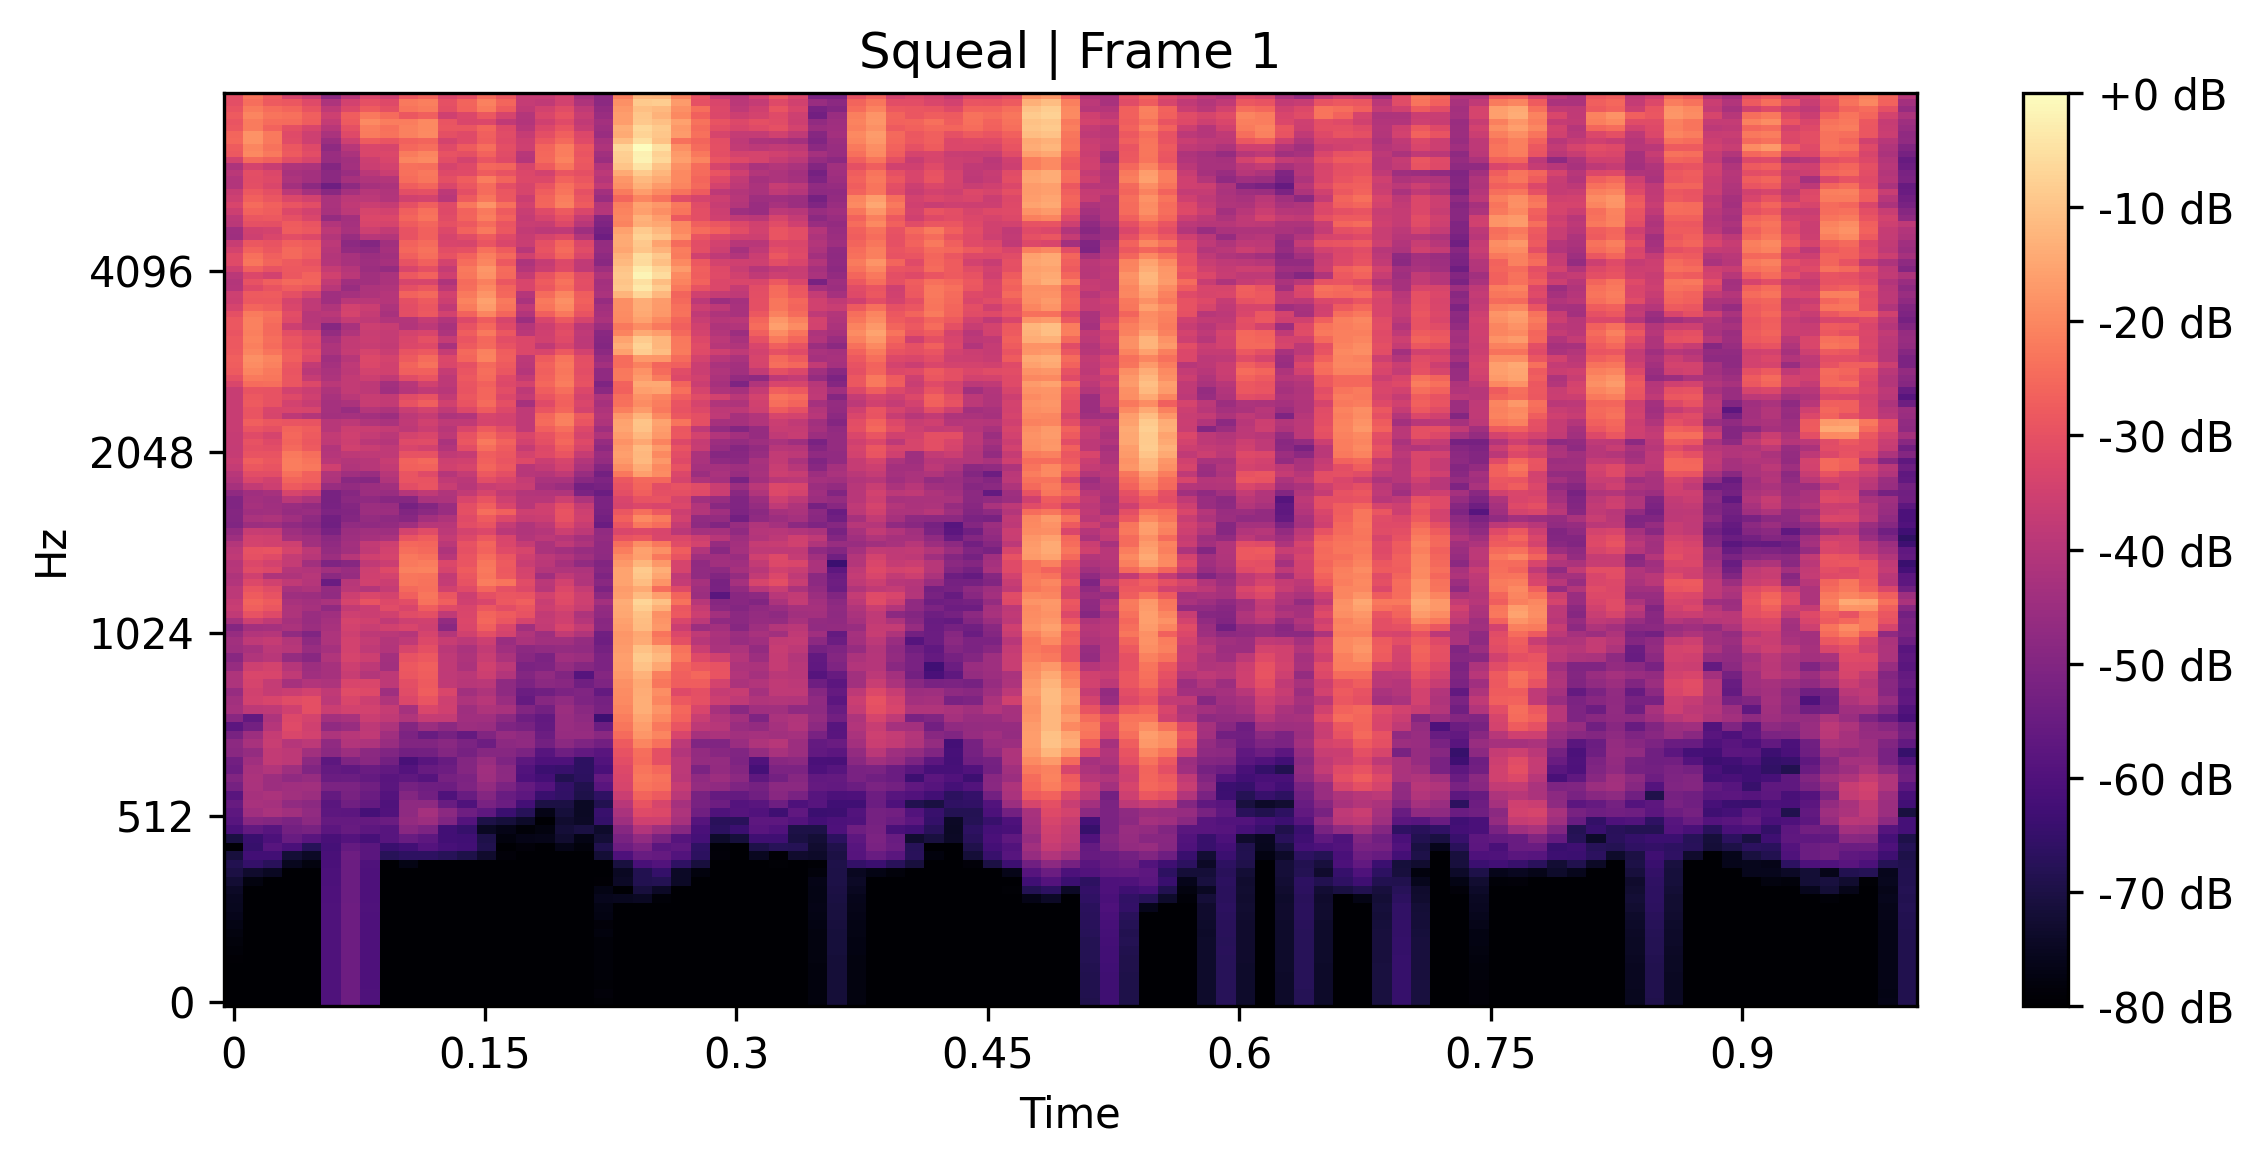 Squeal | Frame 1
+0 dB
-10 dB
-20 dB
-30 dB
-40 dB
-50 dB
-60 dB
-70 dB
-80 dB
4096
2048
1024
512
0
Hz
0 0.15 0.3 0.45 0.6 0.75 0.9
Time